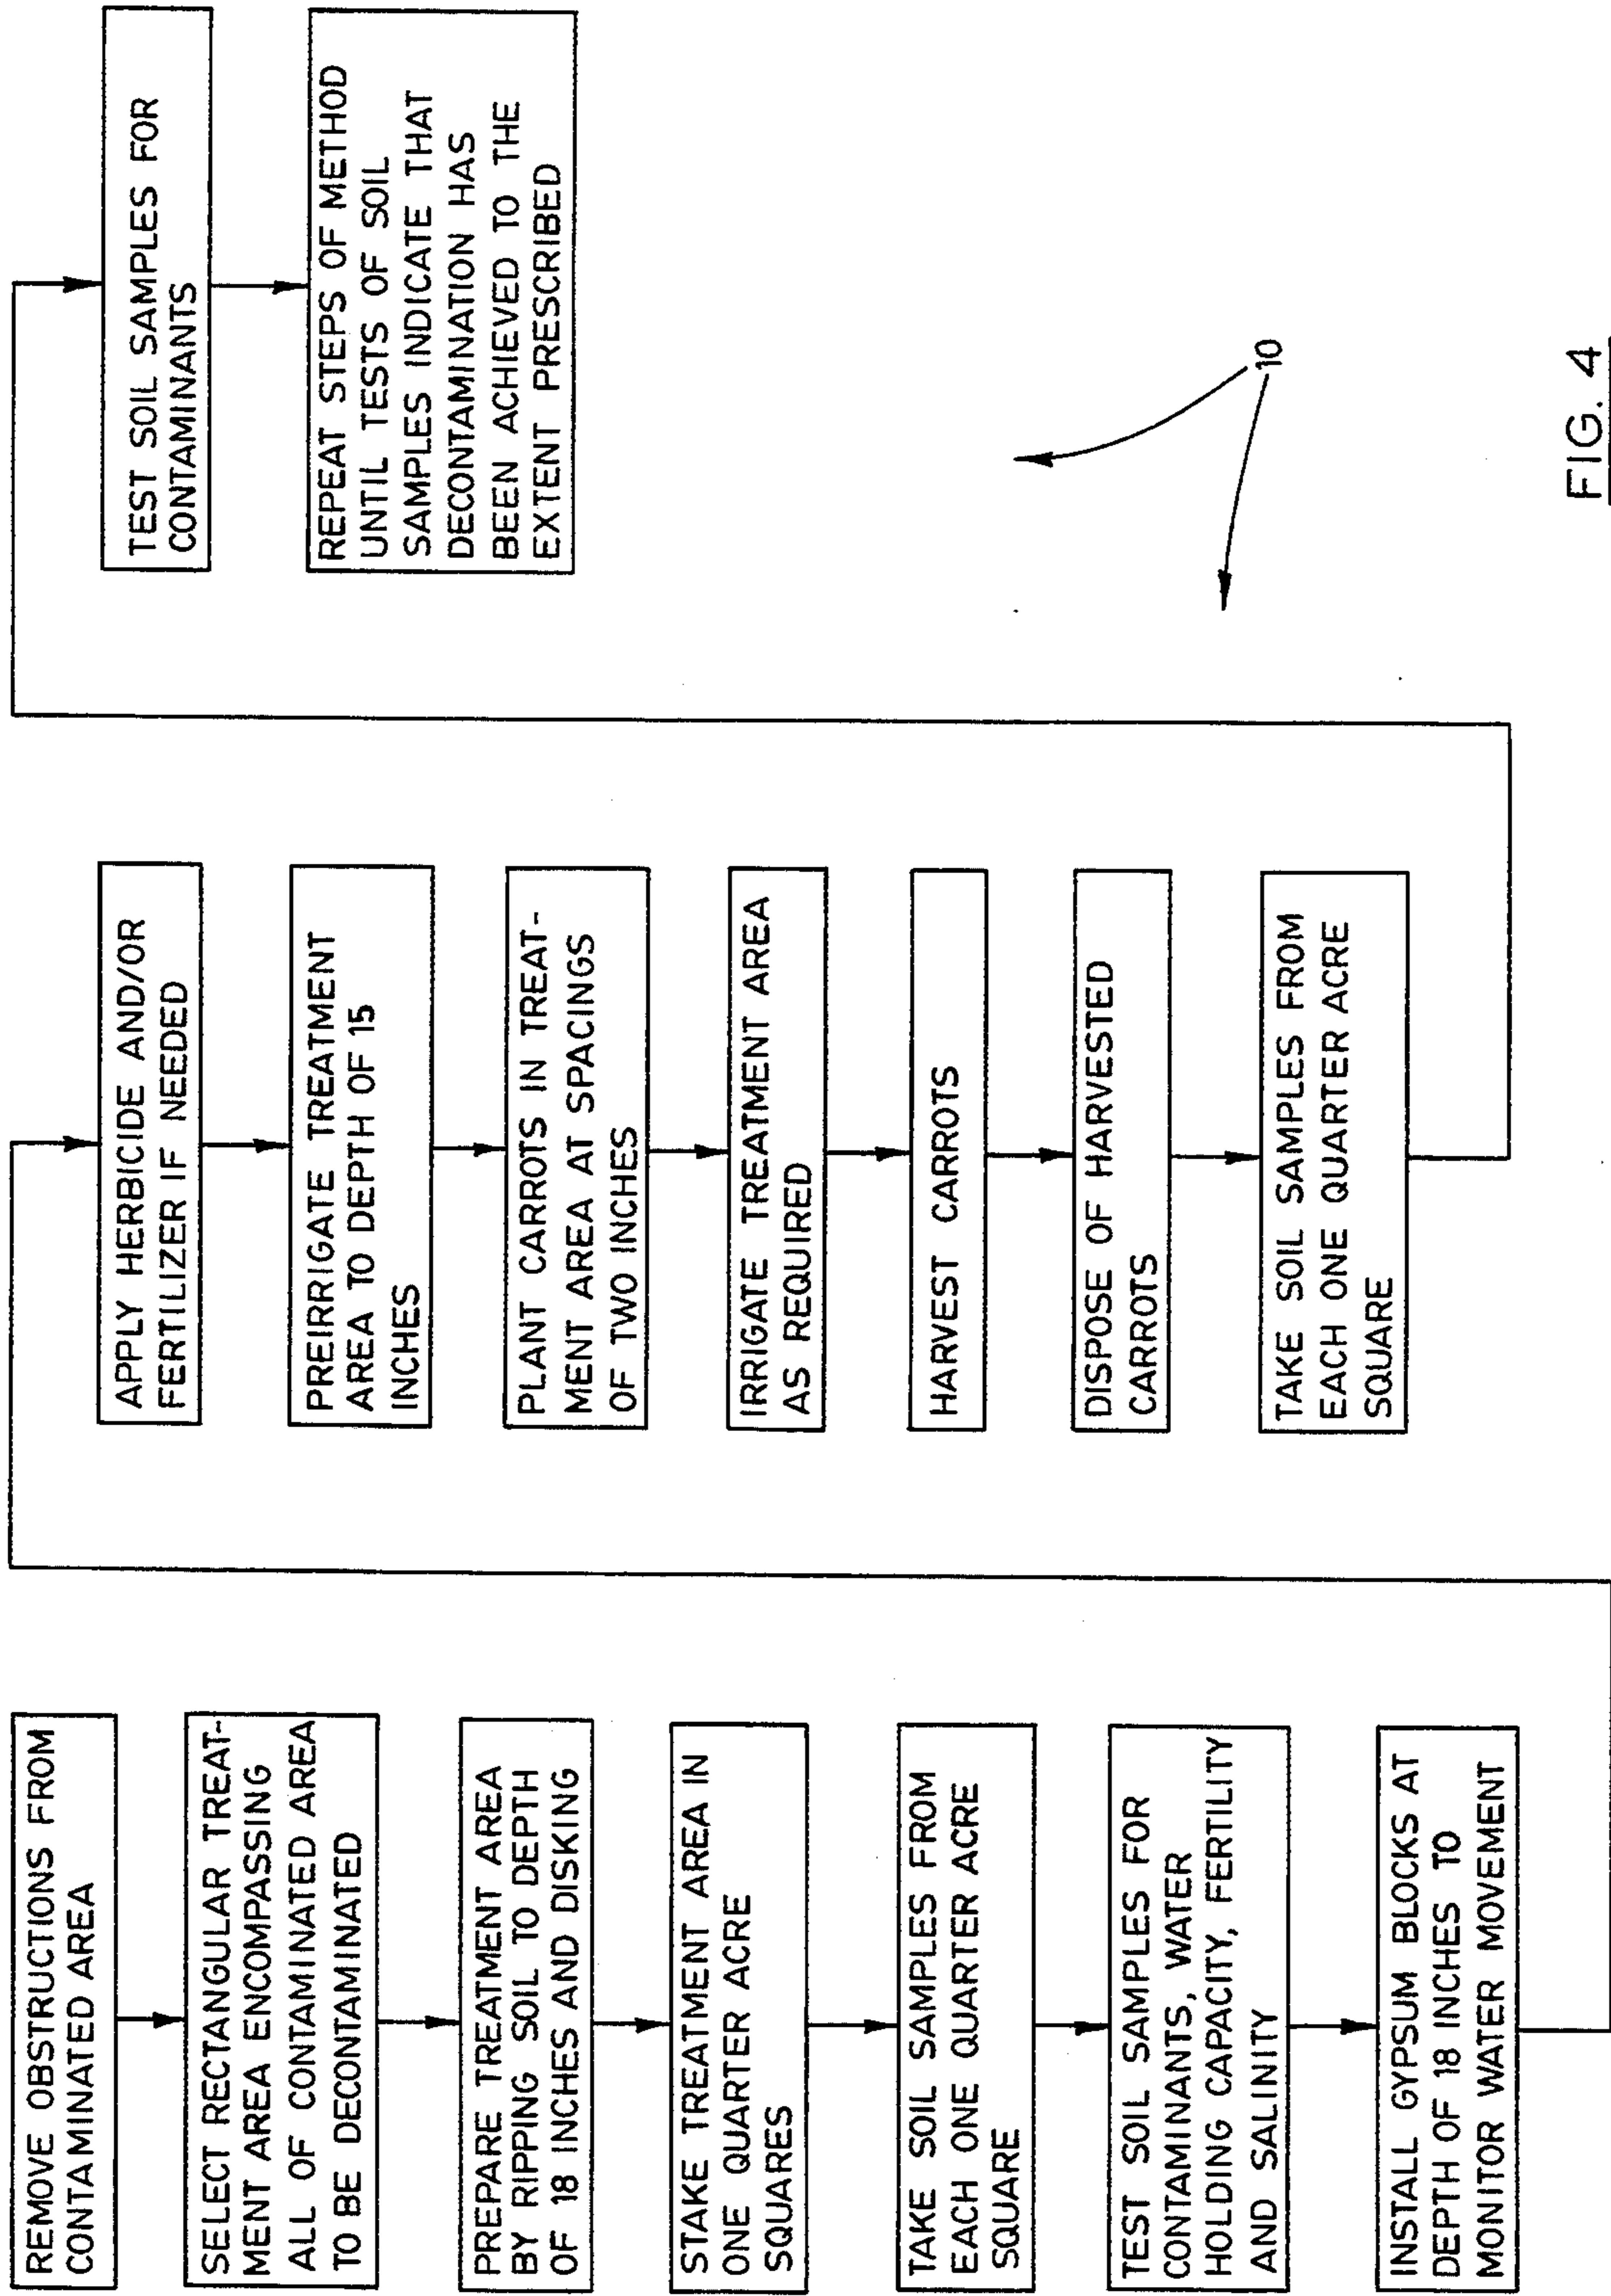 REMOVE OBSTRUCTIONS FROM
CONTAMINATED AREA
SELECT RECTANGULAR TREAT-
MENT AREA ENCOMPASSING
ALL OF CONTAMINATED AREA
TO BE DECONTAMINATED
PREPARE TREATMENT AREA
BY RIPPING SOIL TO DEPTH
OF 18 INCHES AND DISKING
STAKE TREATMENT AREA IN
ONE QUARTER ACRE
SQUARES
TAKE SOIL SAMPLES FROM
EACH ONE QUARTER ACRE
SQUARE
TEST SOIL SAMPLES FOR
CONTAMINANTS, WATER
HOLDING CAPACITY, FERTILITY
AND SALINITY
INSTALL GYPSUM BLOCKS AT
DEPTH OF 18 INCHES TO
MONITOR WATER MOVEMENT
APPLY HERBICIDE AND/OR
FERTILIZER IF NEEDED
PREIRRIGATE TREATMENT
AREA TO DEPTH OF 15
INCHES
PLANT CARROTS IN TREAT-
MENT AREA AT SPACINGS
OF TWO INCHES
IRRIGATE TREATMENT AREA
AS REQUIRED
HARVEST CARROTS
DISPOSE OF HARVESTED
CARROTS
TAKE SOIL SAMPLES FROM
EACH ONE QUARTER ACRE
SQUARE
TEST SOIL SAMPLES FOR
CONTAMINANTS
REPEAT STEPS OF METHOD
UNTIL TESTS OF SOIL
SAMPLES INDICATE THAT
DECONTAMINATION HAS
BEEN ACHIEVED TO THE
EXTENT PRESCRIBED
10
FIG. 4